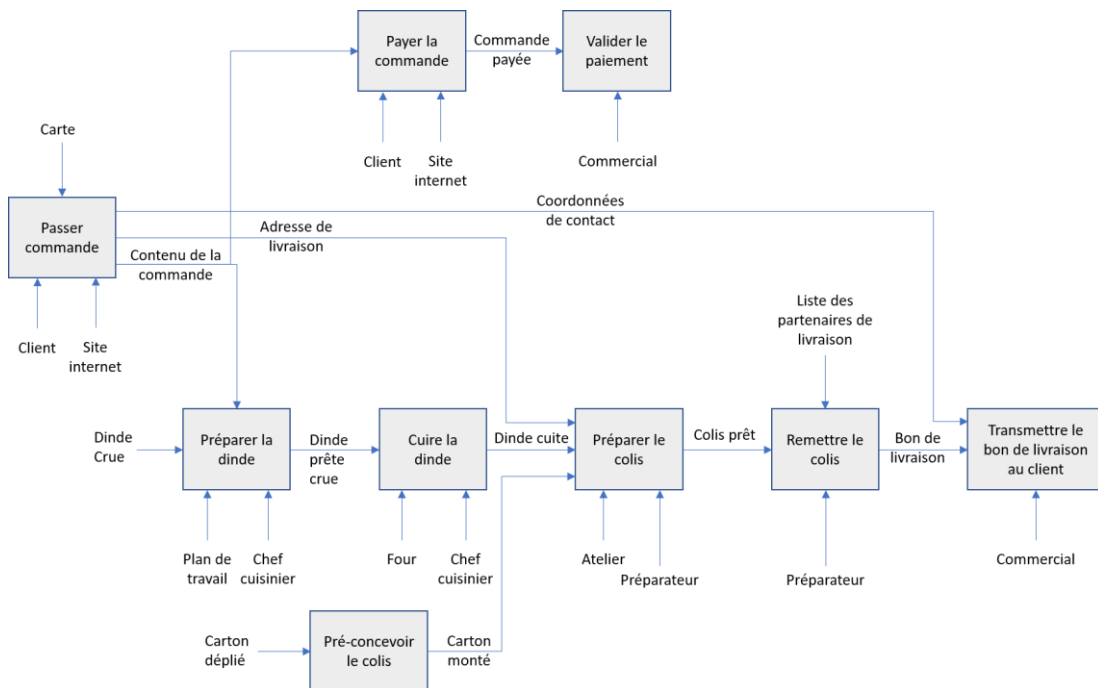 Payer la
commande
Commande
payée
Valider le
paiement
Carte
Client
Site
internet
Commercial
Passer
commande
Coordonnées
de contact
Adresse de
livraison
Contenu de la
commande
Client
Site
internet
Liste des
partenaires de
livraison
Dinde
Crue
Préparer la
dinde
Dinde
prête
crue
Cuire la
dinde
Dinde cuite
Préparer le
colis
Colis prêt
Remettre le
colis
Bon de
livraison
Transmettre le
bon de livraison
au client
Plan de
travail
Chef
cuisinier
Four
Chef
cuisinier
Atelier
Préparateur
Préparateur
Commercial
Carton
déplié
Pré-concevoir
le colis
Carton
monté